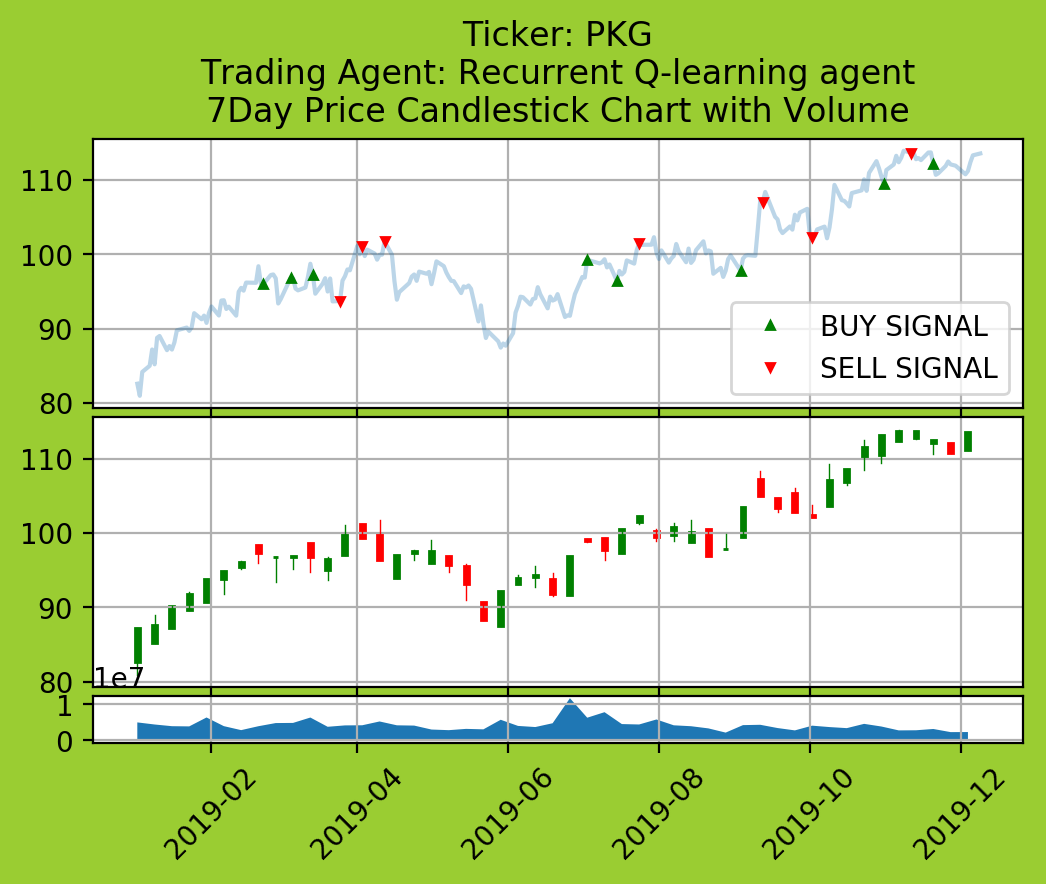 Ticker: PKG
Trading Agent: Recurrent Q-learning agent
7Day Price Candlestick Chart with Volume
110
100
90
80
BUY SIGNAL
SELL SIGNAL
110
100
90
80
1e7
1
0
2019-02
2019-04
2019-06
2019-08
2019-10
2019-12